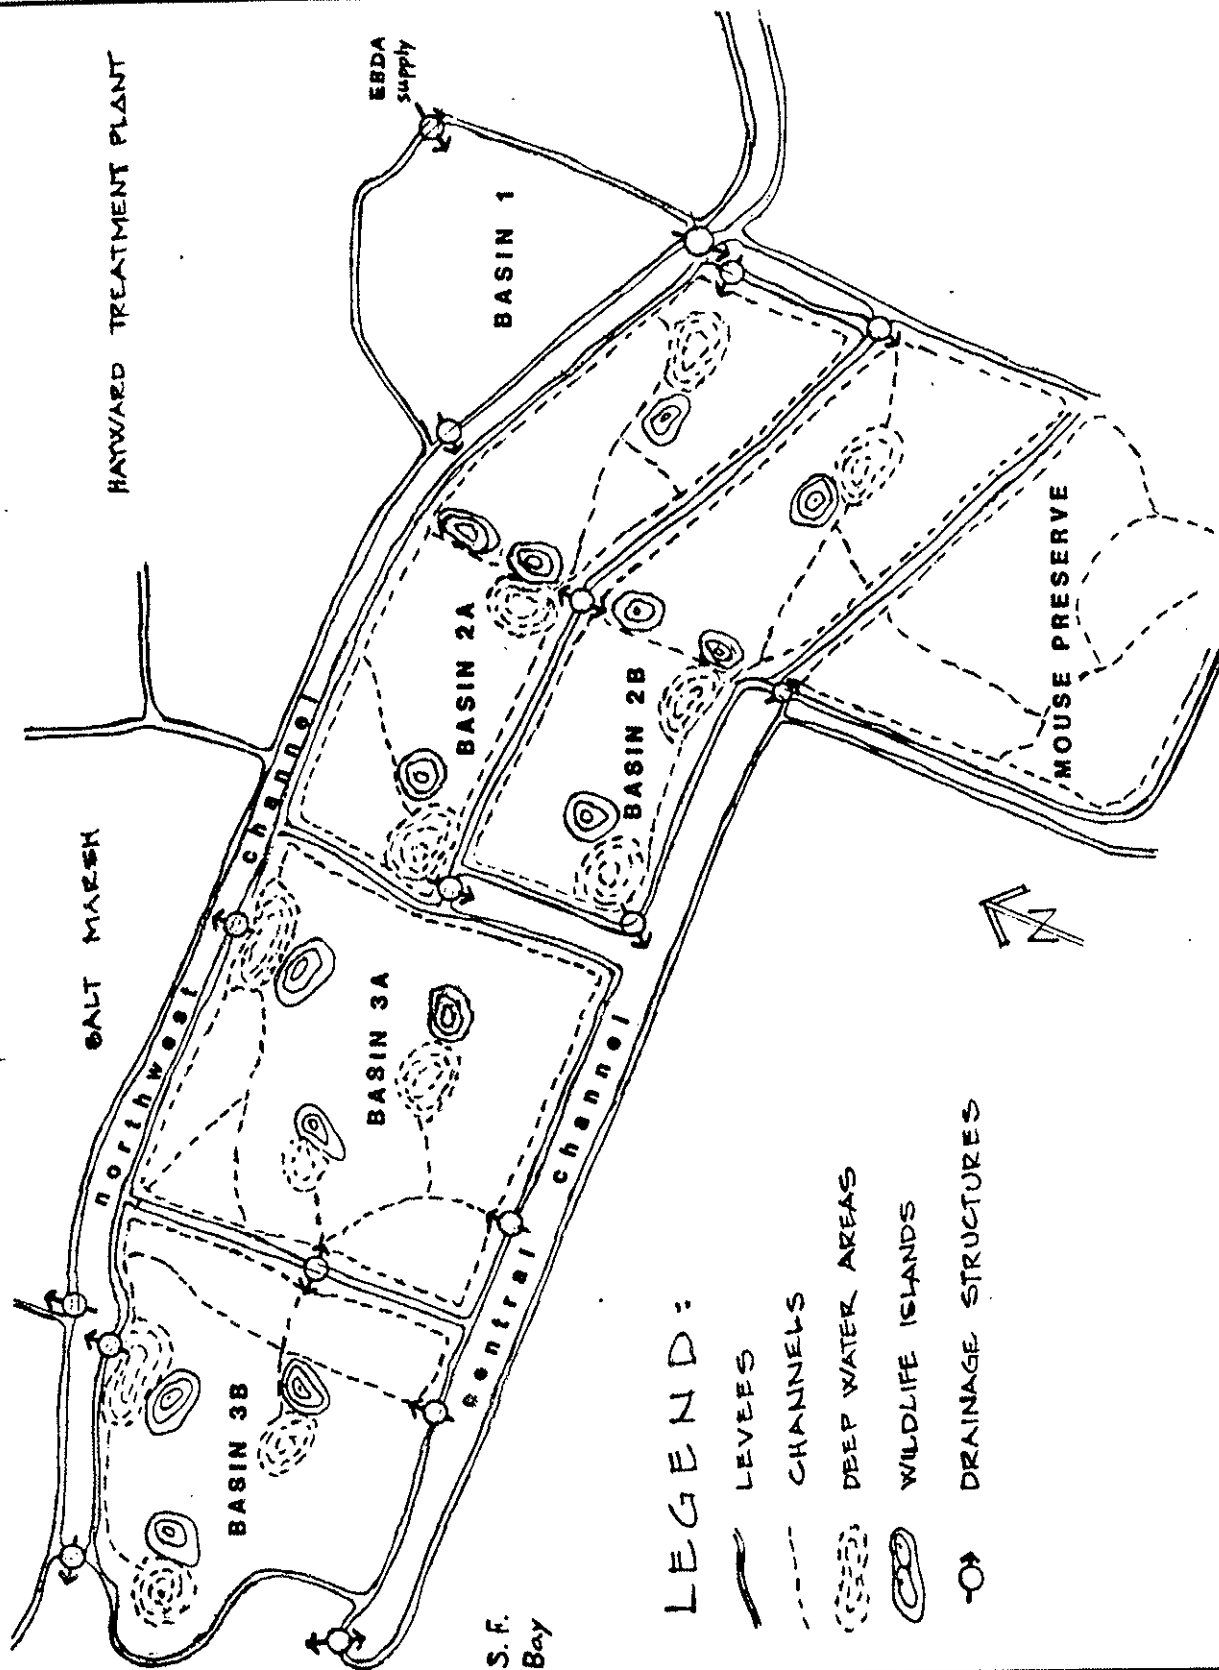 HAYWARD TREATMENT PLANT
EBDA
supply
BASIN 1
SALT MARSH
northwest channel
BASIN 2A
BASIN 2B
MOUSE PRESERVE
BASIN 3A
BASIN 3B
central channel
S.F.
Bay
N
LEGEND:
LEVEES
CHANNELS
DEEP WATER AREAS
WILDLIFE ISLANDS
DRAINAGE STRUCTURES